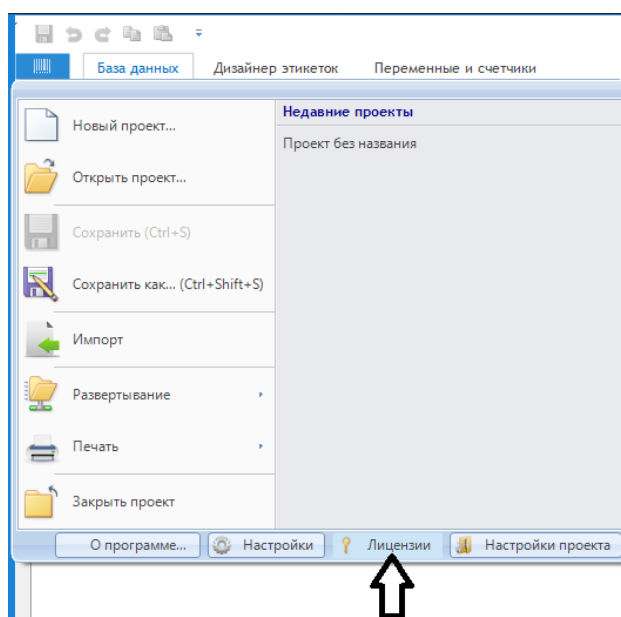 База данных Дизайнер этикеток Переменные и счетчики
Недавние проекты
Проект без названия
Новый проект...
Открыть проект...
Сохранить (Ctrl+S)
Сохранить как... (Ctrl+Shift+S)
Импорт
Развертывание
Печать
Закрыть проект
О программе... Настройки Лицензии Настройки проекта